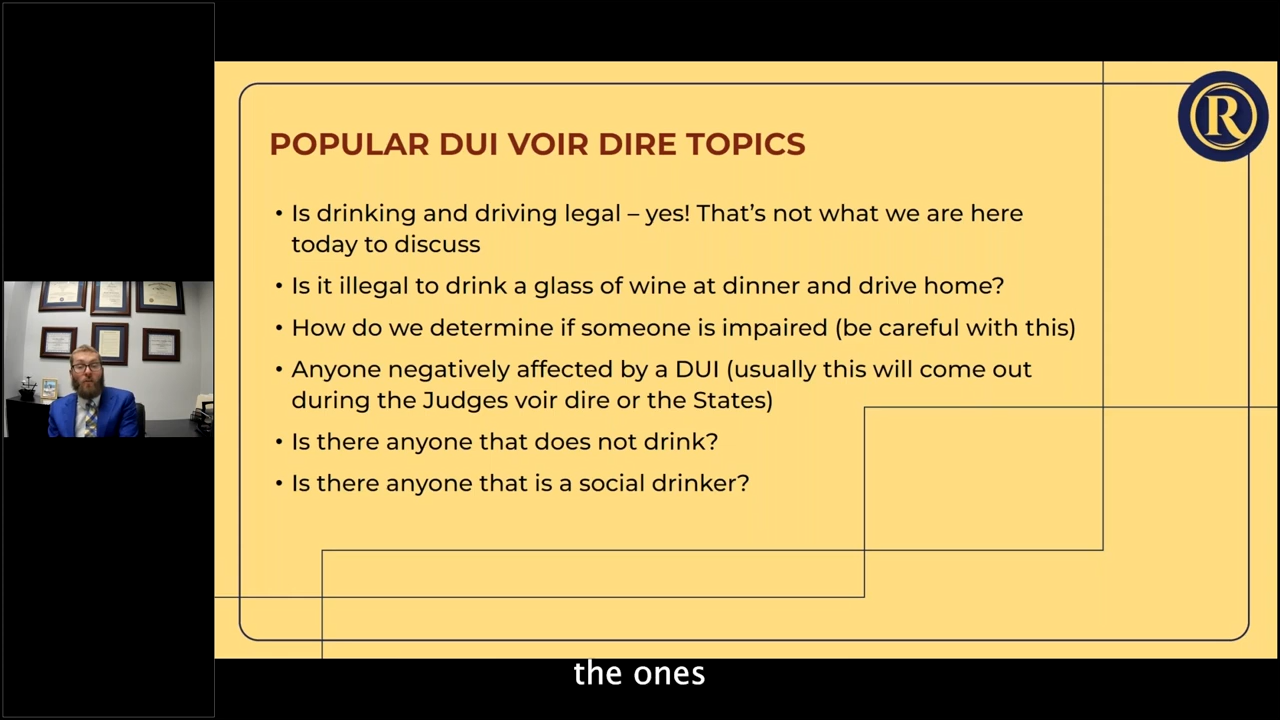 R
POPULAR DUI VOIR DIRE TOPICS
• Is drinking and driving legal – yes! That's not what we are here
today to discuss
• Is it illegal to drink a glass of wine at dinner and drive home?
• How do we determine if someone is impaired (be careful with this)
• Anyone negatively affected by a DUI (usually this will come out
during the Judges voir dire or the States)
• Is there anyone that does not drink?
• Is there anyone that is a social drinker?
the ones